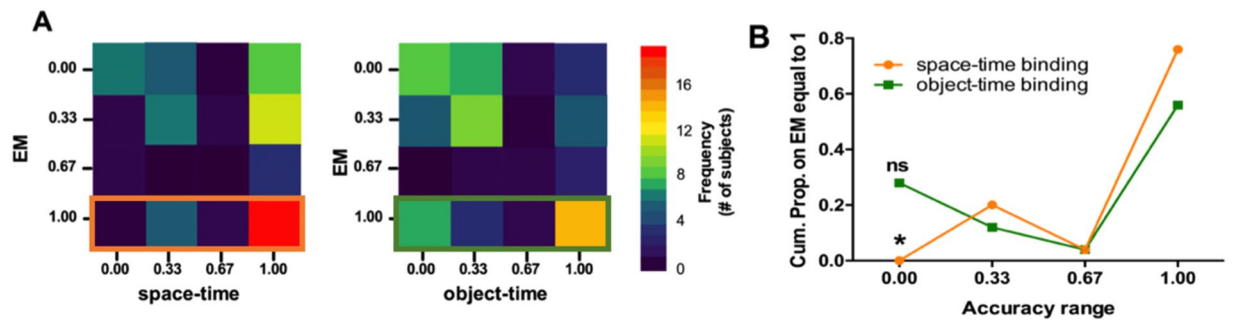 A
EM
0.00
0.33
0.67
1.00
0.00 0.33 0.67 1.00
space-time
EM
0.00
0.33
0.67
1.00
0.00 0.33 0.67 1.00
object-time
16
12
8
4
0
Frequency
(# of subjects)
B
Cum. Prop. on EM equal to 1
0.8
0.6
0.4
0.2
0.0
space-time binding
object-time binding
ns
*
0.00 0.33 0.67 1.00
Accuracy range